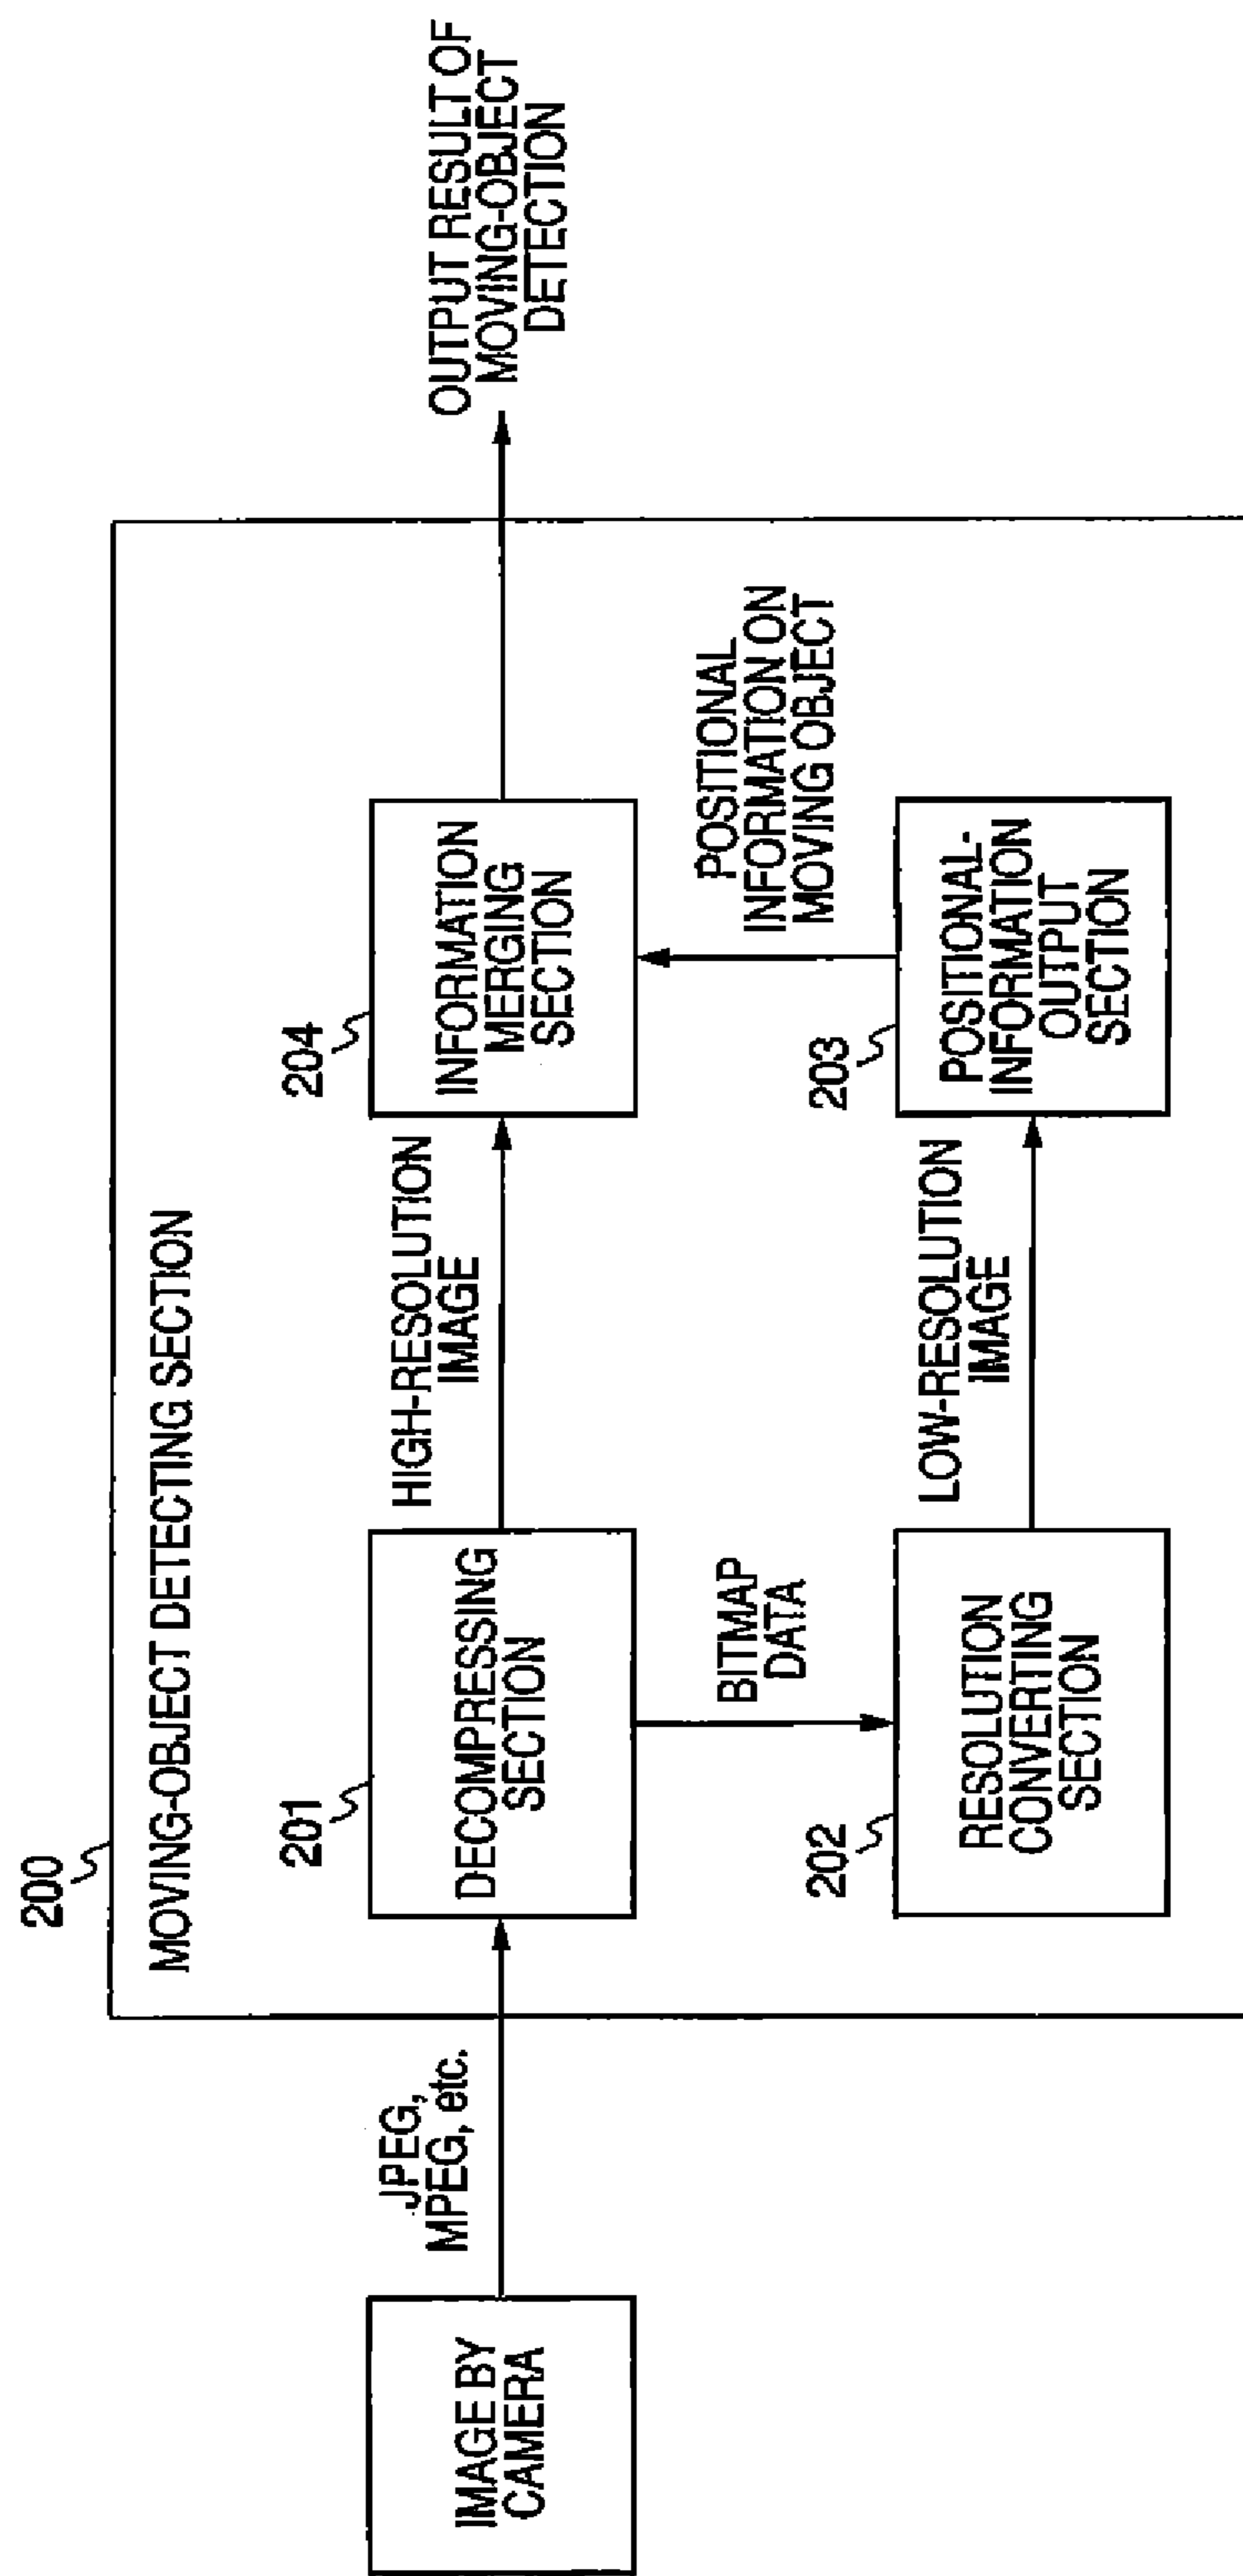 200
MOVING-OBJECT DETECTING SECTION
IMAGE BY
CAMERA
JPEG,
MPEG, etc.
201
DECOMPRESSING
SECTION
HIGH-RESOLUTION
IMAGE
204
INFORMATION
MERGING
SECTION
OUTPUT RESULT OF
MOVING-OBJECT
DETECTION
BITMAP
DATA
POSITIONAL
INFORMATION ON
MOVING OBJECT
202
RESOLUTION
CONVERTING
SECTION
LOW-RESOLUTION
IMAGE
203
POSITIONAL-
INFORMATION
OUTPUT
SECTION